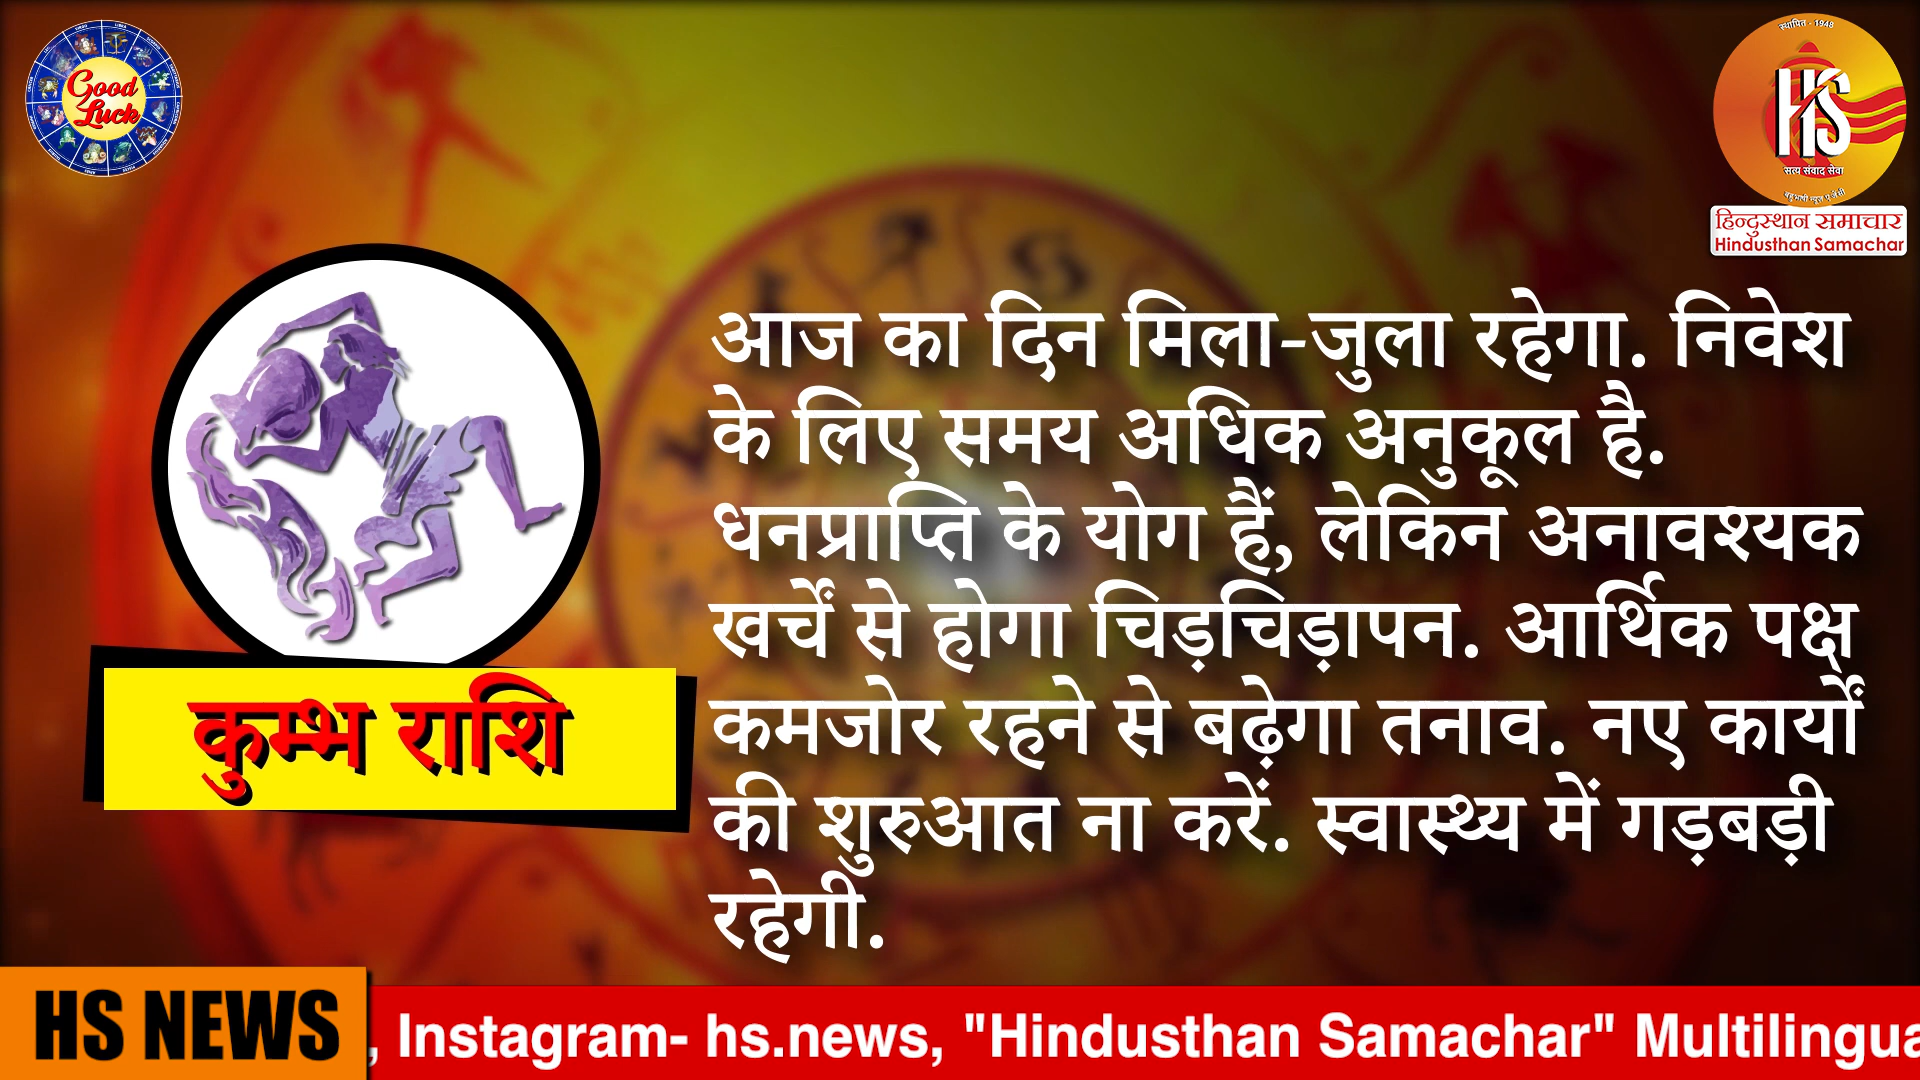 Good
Luck
स्थापित - 1948
HS
सत्य संवाद सेवा
हिन्दुस्थान समाचार
Hindusthan Samachar
आज का दिन मिला-जुला रहेगा. निवेश
के लिए समय अधिक अनुकूल है.
धनप्राप्ति के योग हैं, लेकिन अनावश्यक
खर्चें से होगा चिड़चिड़ापन. आर्थिक पक्ष
कमजोर रहने से बढ़ेगा तनाव. नए कार्यों
की शुरुआत ना करें. स्वास्थ्य में गड़बड़ी
रहेगी.
कुम्भ राशि
HS NEWS
, Instagram- hs.news, "Hindusthan Samachar" Multilingua